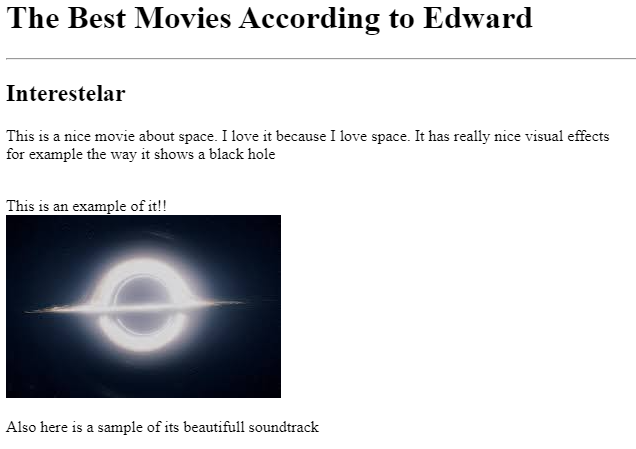 The Best Movies According to Edward
Interestelar
This is a nice movie about space. I love it because I love space. It has really nice visual effects
for example the way it shows a black hole
This is an example of it!!
Also here is a sample of its beautifull soundtrack